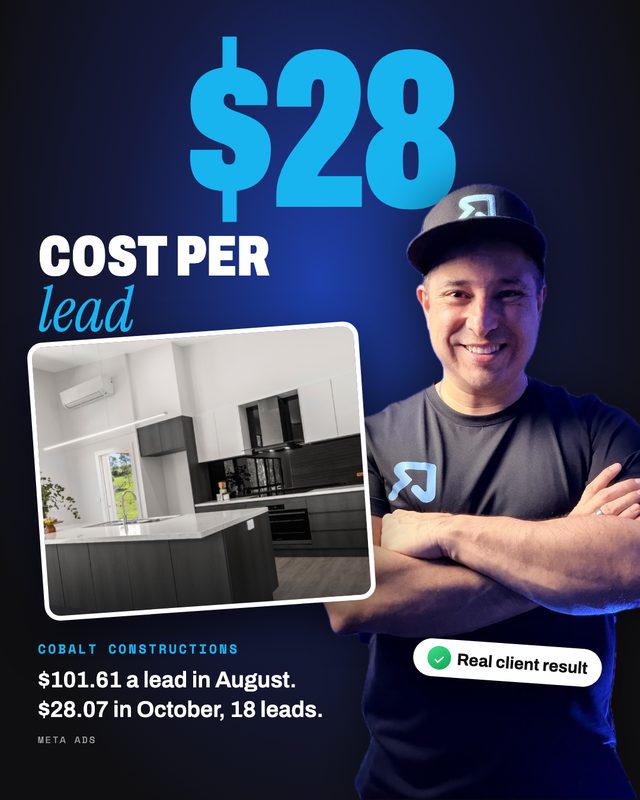 $28
COST PER
lead
COBALT CONSTRUCTIONS
$101.61 a lead in August.
$28.07 in October, 18 leads.
META ADS
Real client result